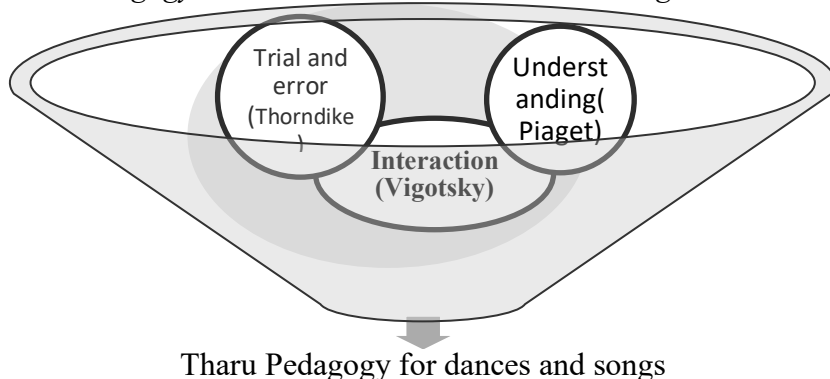 Trial and
error
(Thorndike
)
Underst
anding(
Piaget)
Interaction
(Vigotsky)
Tharu Pedagogy for dances and songs